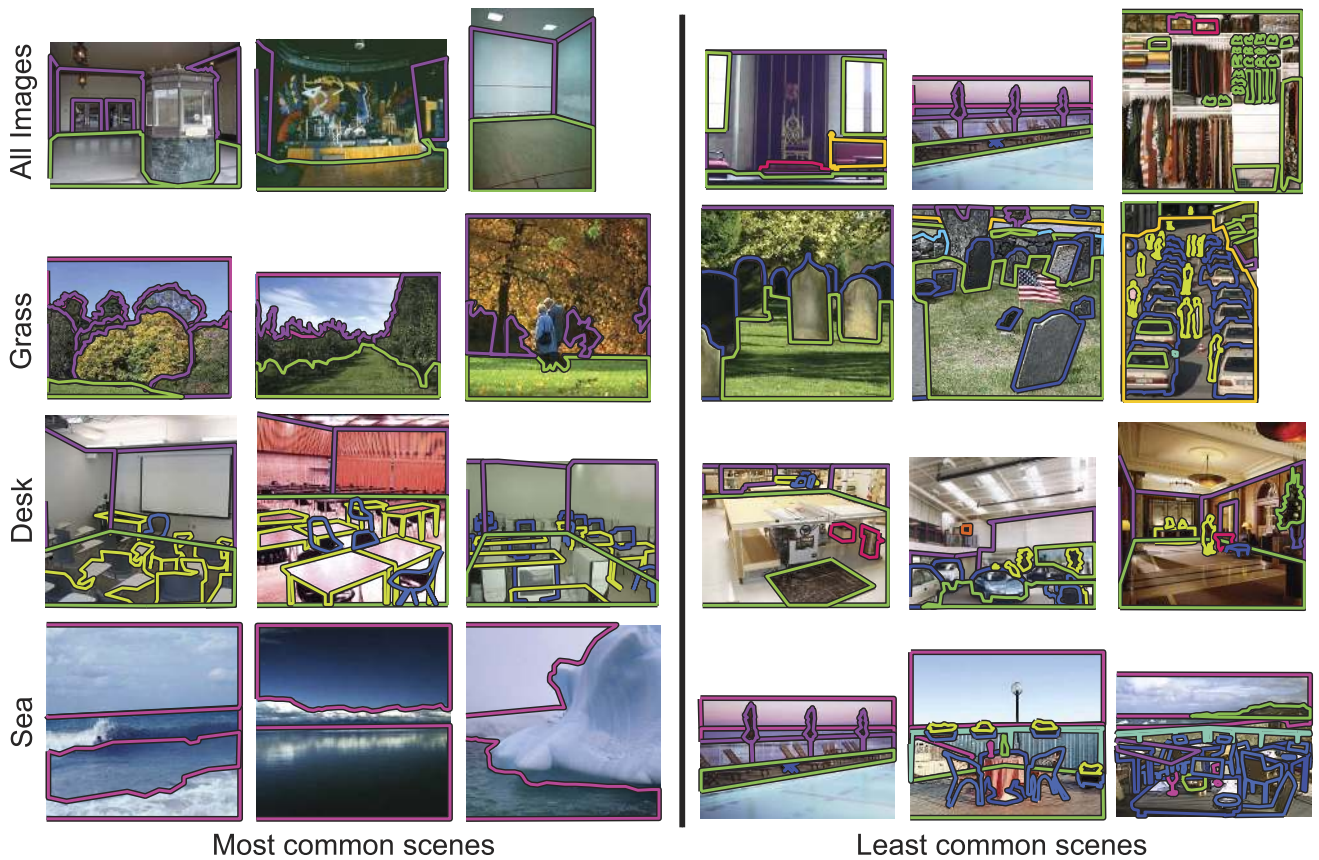 All Images
Grass
Desk
Sea
Most common scenes
Least common scenes